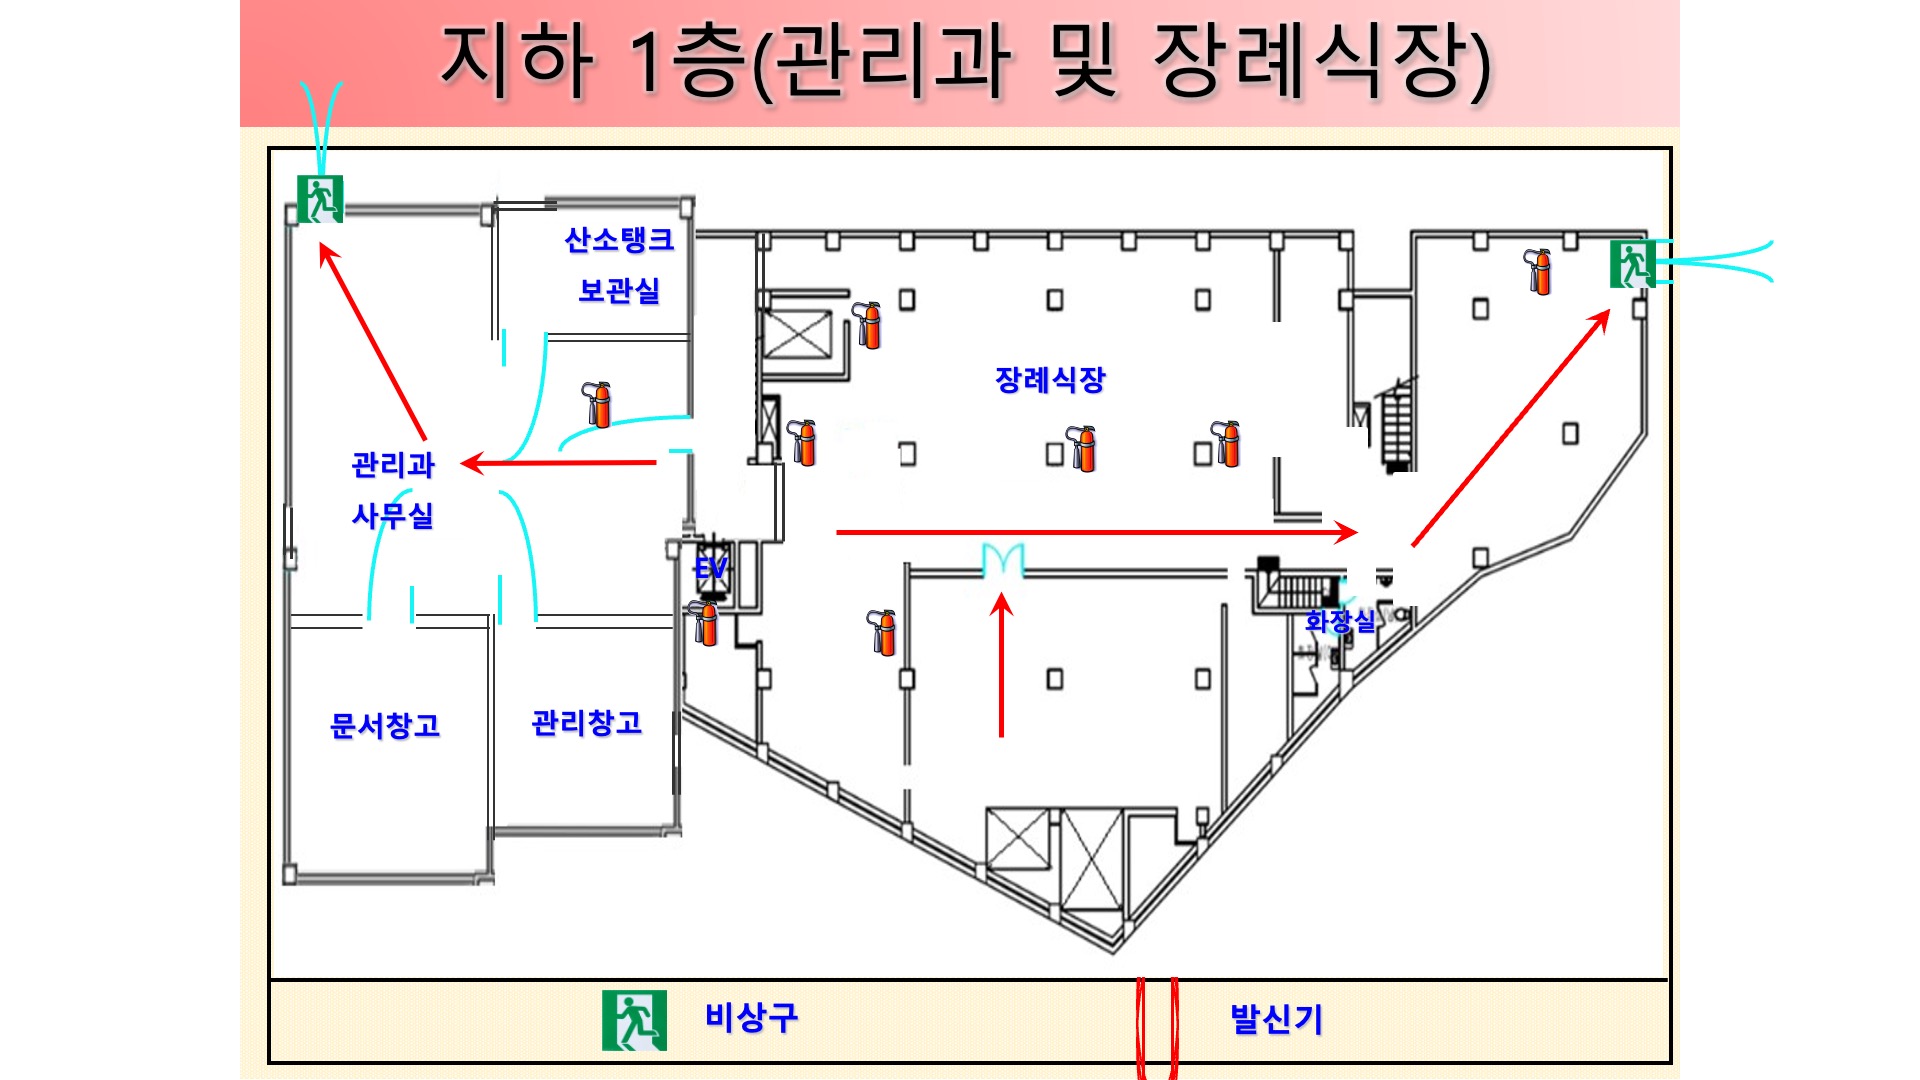 지하 1층(관리과 및 장례식장)
산소탱크
보관실
장례식장
관리과
사무실
EV
화장실
문서창고
관리창고
비상구
발신기